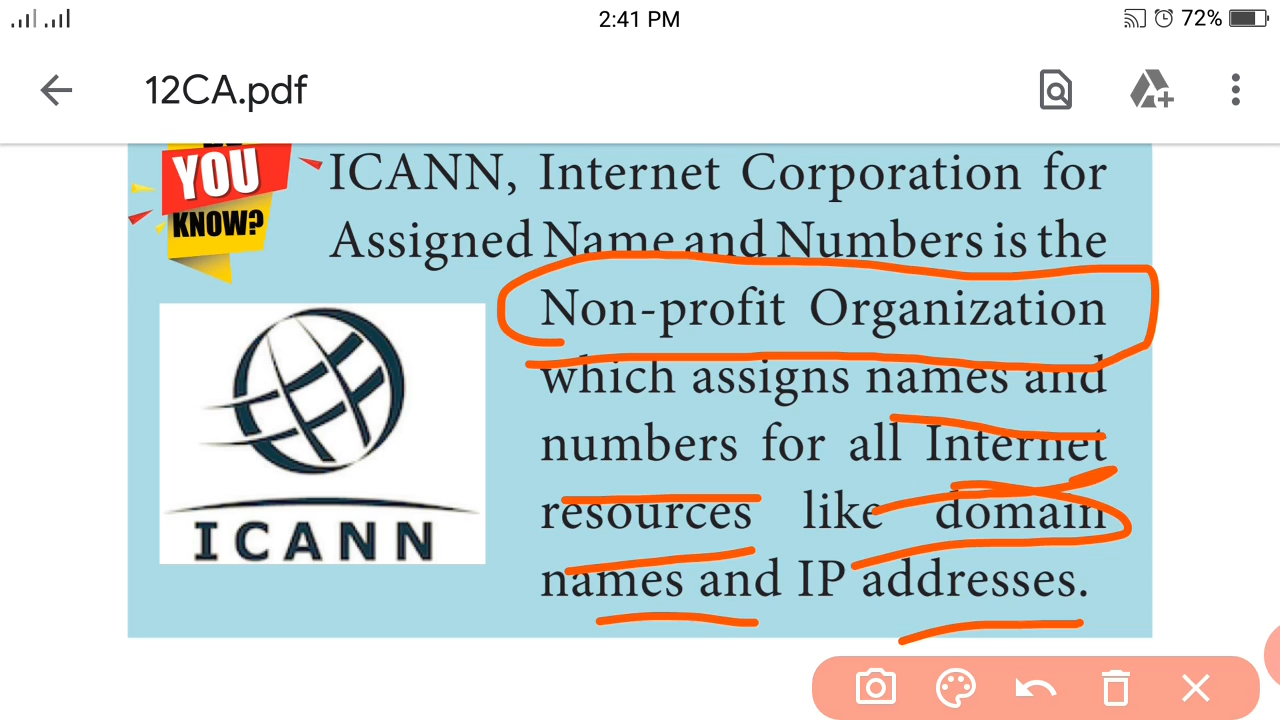 2:41 PM
72%
12CA.pdf
YOU
KNOW?
ICANN, Internet Corporation for
Assigned Name and Numbers is the
Non-profit Organization
which assigns names and
numbers for all Internet
resources like domain
names and IP addresses.
ICANN